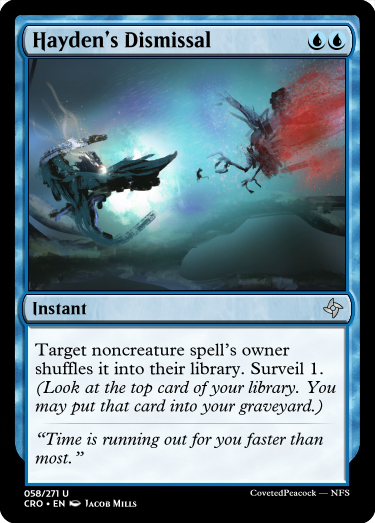 Hayden's Dismissal
Instant
Target noncreature spell's owner
shuffles it into their library. Surveil 1.
(Look at the top card of your library. You
may put that card into your graveyard.)
"Time is running out for you faster than
most."
058/271 U
CovetedPeacock — NFS
CRO • EN Jacob Mills